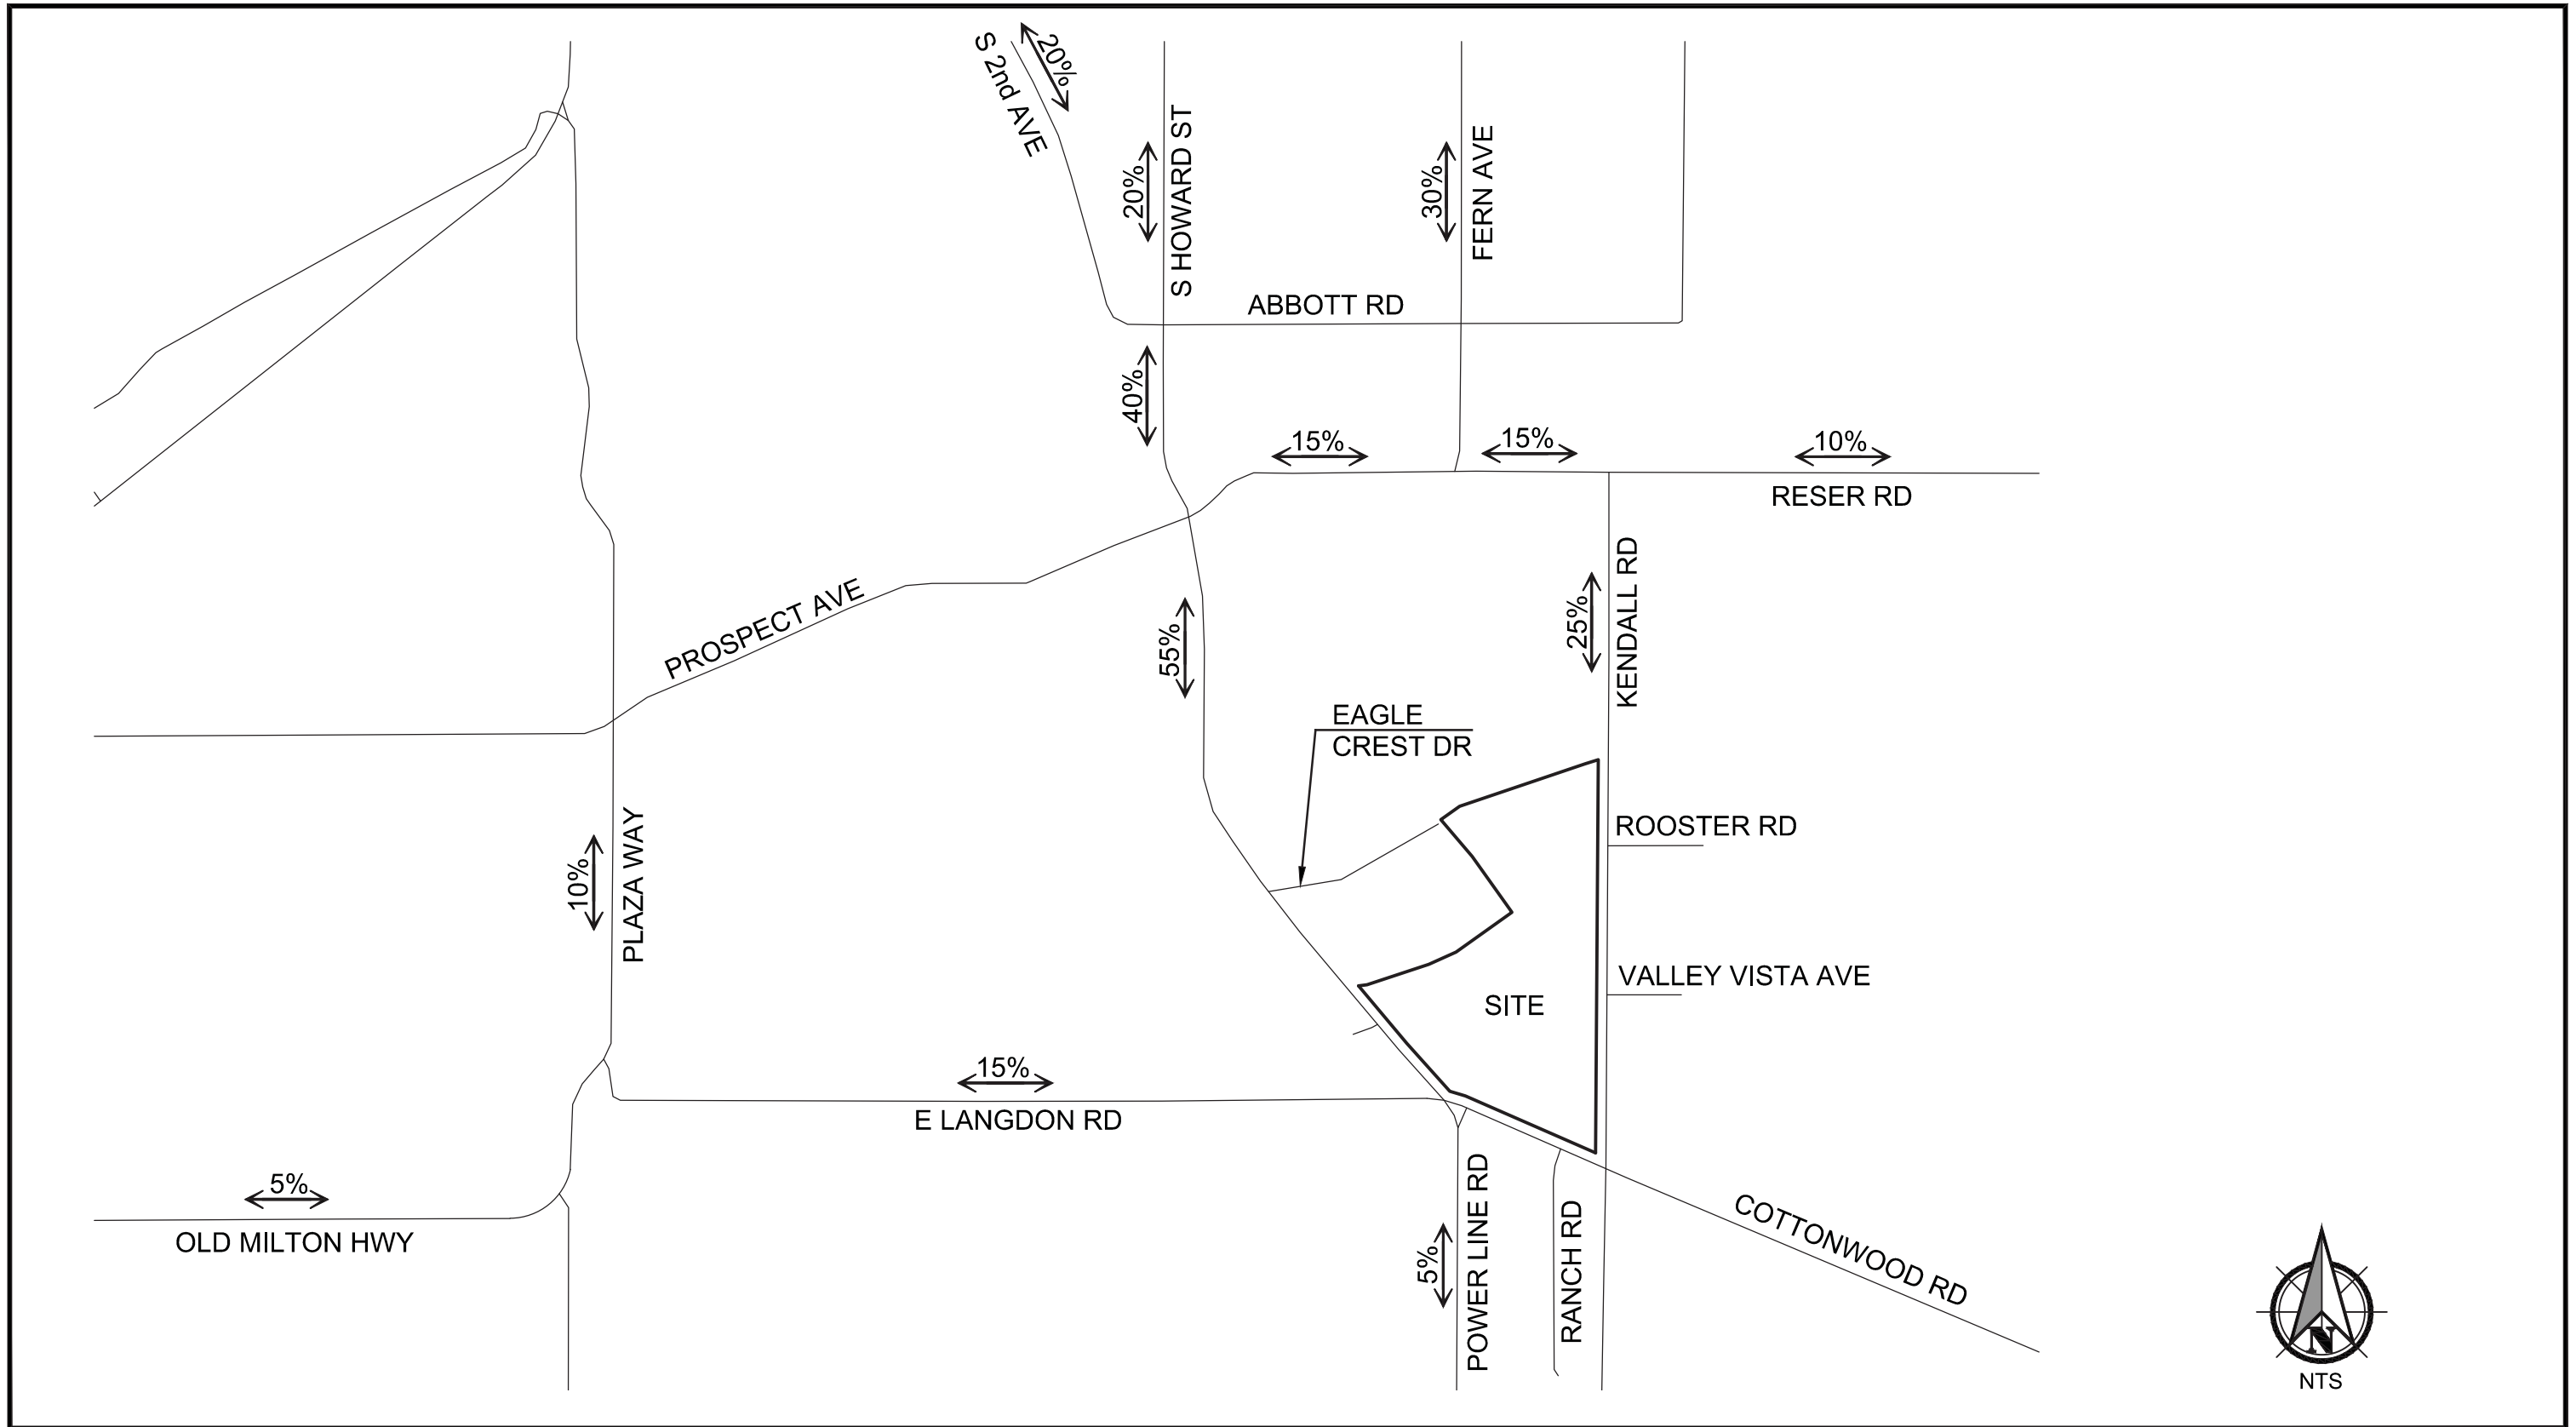 S 2nd AVE
20%
20%
S HOWARD ST
30%
FERN AVE
ABBOTT RD
40%
15%
15%
10%
RESER RD
PROSPECT AVE
55%
25%
KENDALL RD
EAGLE
CREST DR
10%
PLAZA WAY
ROOSTER RD
VALLEY VISTA AVE
SITE
15%
E LANGDON RD
5%
OLD MILTON HWY
5%
POWER LINE RD
RANCH RD
COTTONWOOD RD
N
NTS